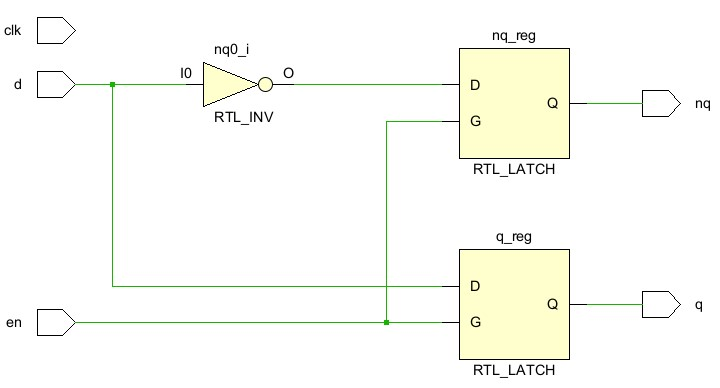 clk
d
nq0_i
I0
O
RTL_INV
nq_reg
D
G
Q
RTL_LATCH
nq
q_reg
D
G
Q
RTL_LATCH
q
en